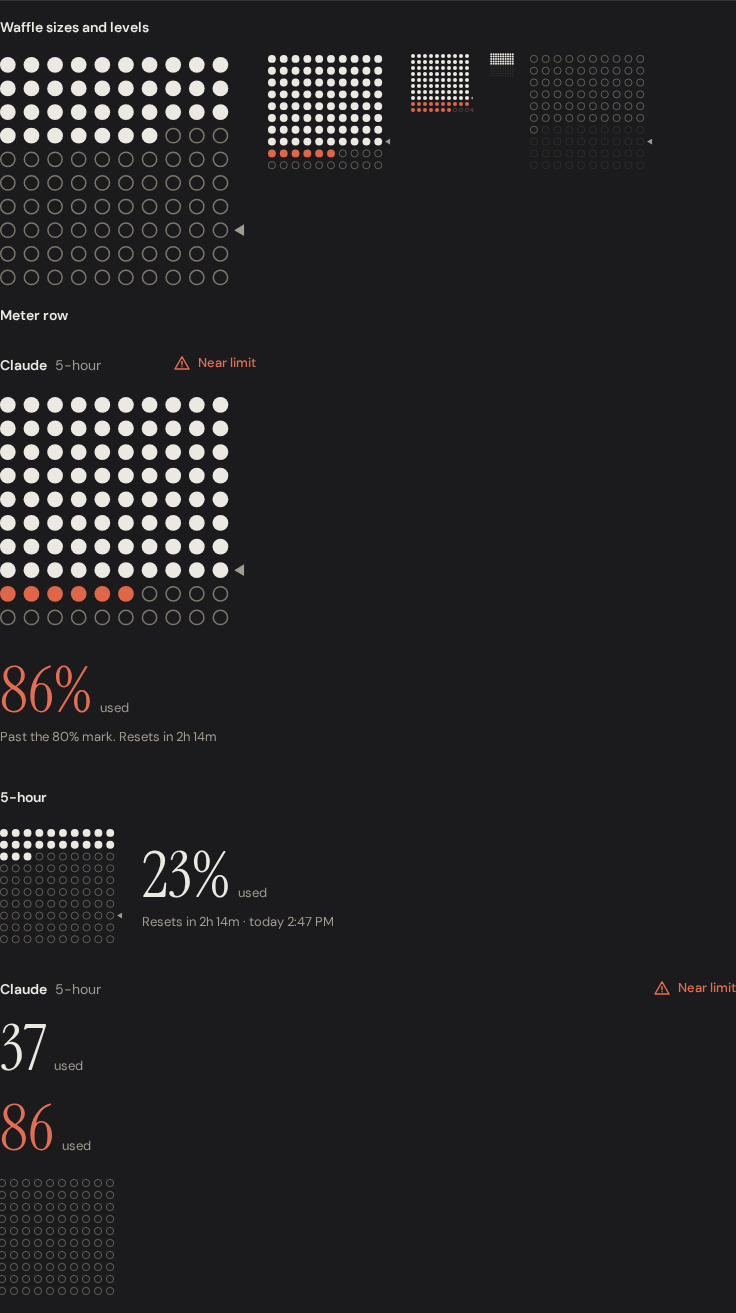 Waffle sizes and levels
Meter row
Claude 5-hour Near limit
86% used
Past the 80% mark. Resets in 2h 14m
5-hour
23% used
Resets in 2h 14m · today 2:47 PM
Claude 5-hour Near limit
37 used
86 used